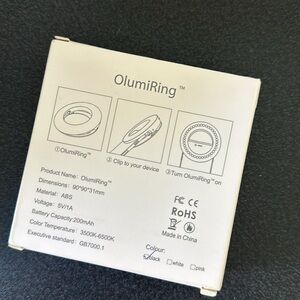 OlumiRing™
①OlumiRing™
② Clip to your device
③Turn OlumiRing™on
Product Name: OlumiRing™
Dimensions: 90*90*31mm
Material: ABS
Voltage: 5V/1A
Battery Capacity:200mAh
Color Temperature: 3500K-6500K
Executive standard: GB7000.1
FC CE
RoHS
Made in China
Colour:
black white pink